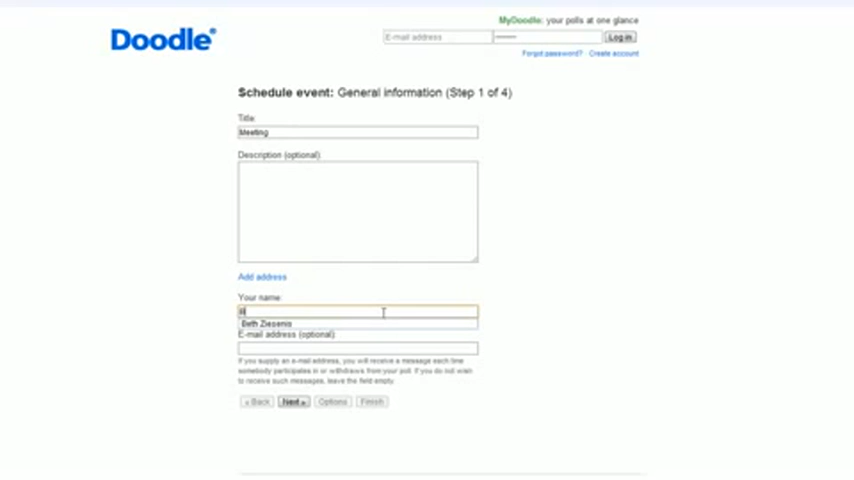 MyDoodle: your polls at one glance
Doodle®
E-mail address
Log in
Forgot password? Create account
Schedule event: General information (Step 1 of 4)
Title:
Meeting
Description (optional)
Add address
Your name:
Beth Ziesenis
E-mail address (optional)
If you supply an e-mail address, you will receive a message each time
somebody participates in or withdraws from your poll. If you do not wish
to receive such messages, leave the field empty.
« Back Next » Options Finish